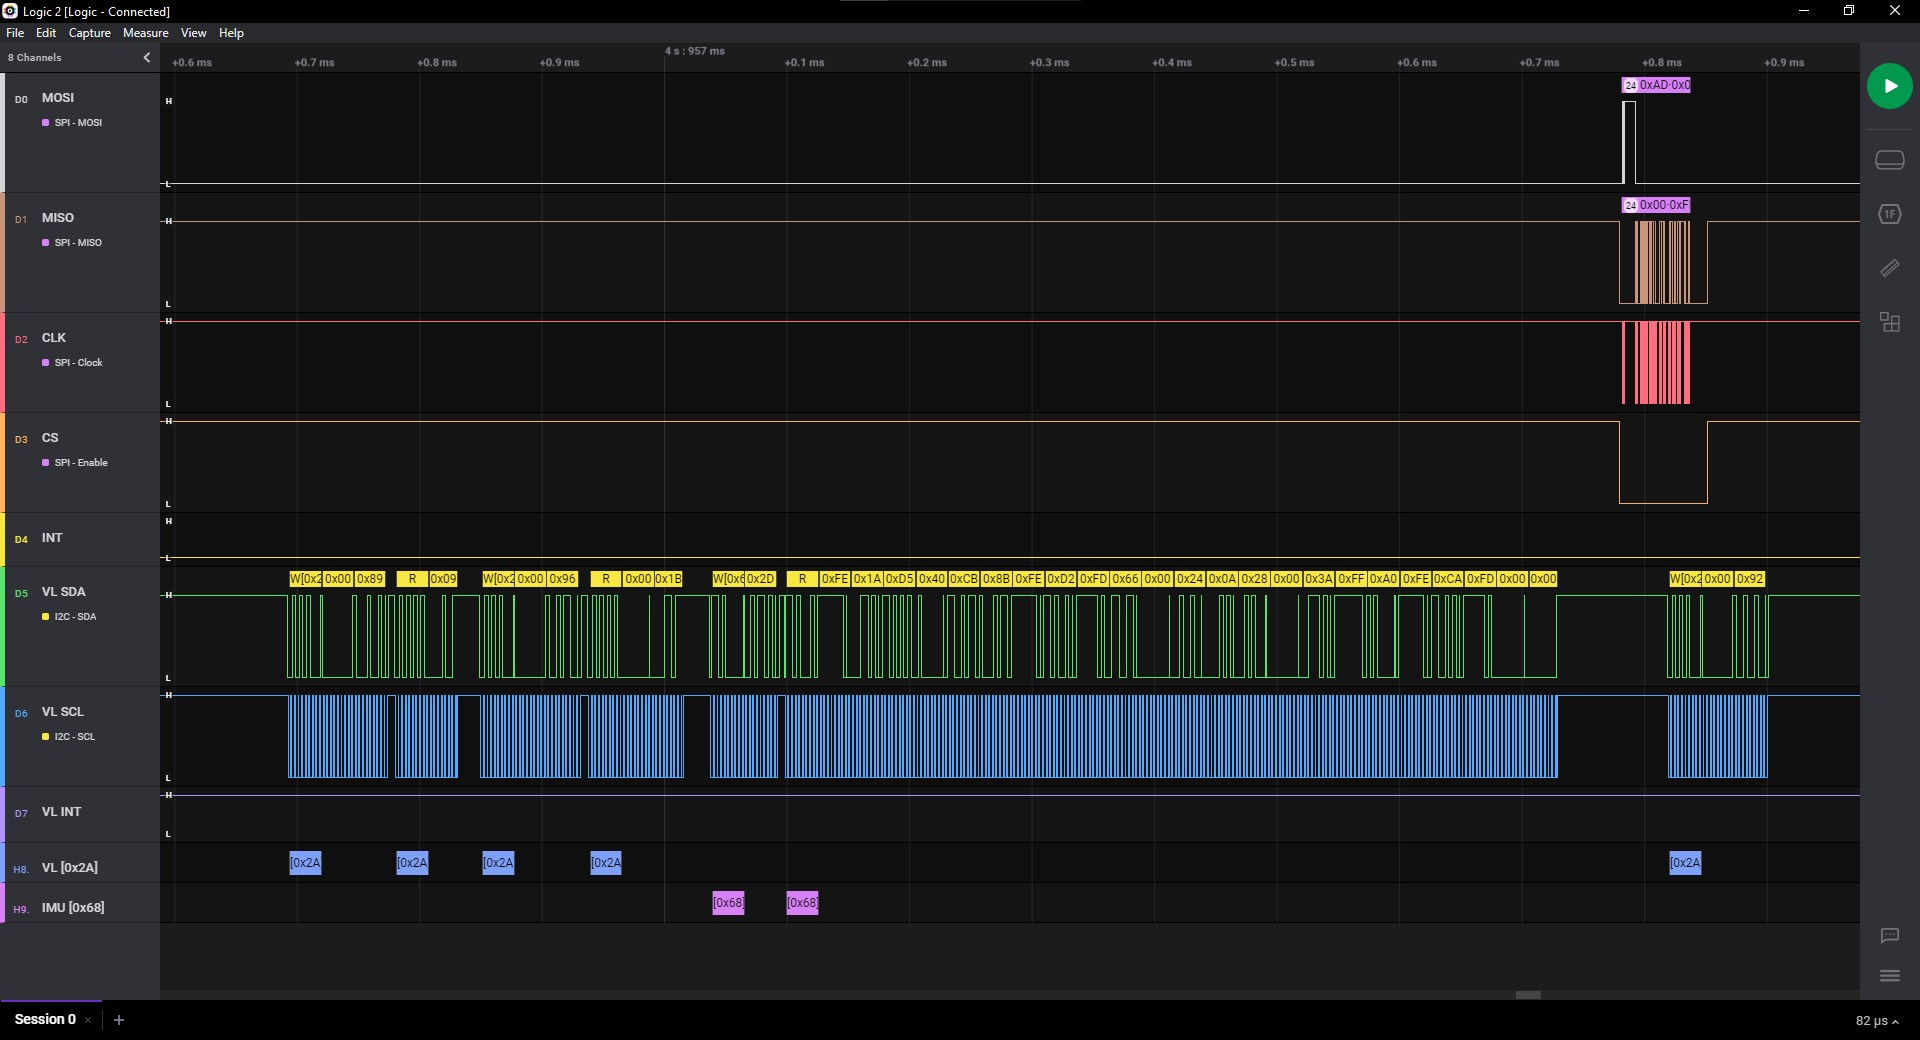 Logic 2 [Logic - Connected]
File Edit Capture Measure View Help
8 Channels
4 s : 957 ms
+0.6 ms +0.7 ms +0.8 ms +0.9 ms +0.1 ms +0.2 ms +0.3 ms +0.4 ms +0.5 ms +0.6 ms +0.7 ms +0.8 ms +0.9 ms
D0 MOSI
SPI - MOSI
H
L
24 0xAD 0x0
D1 MISO
SPI - MISO
H
L
24 0x00 0xF
D2 CLK
SPI - Clock
H
L
D3 CS
SPI - Enable
H
L
D4 INT
H
L
D5 VL SDA
I2C - SDA
H
L
W[0x2 0x00 0x89 R 0x09 W[0x2 0x00 0x96 R 0x00 0x1B W[0x6 0x2D R 0xFE 0x1A 0xD5 0x40 0xCB 0x8B 0xFE 0xD2 0xFD 0x66 0x00 0x24 0x0A 0x28 0x00 0x3A 0xFF 0xA0 0xFE 0xCA 0xFD 0x00 0x00 W[0x2 0x00 0x92
D6 VL SCL
I2C - SCL
H
L
D7 VL INT
H
L
H8. VL [0x2A]
[0x2A [0x2A [0x2A [0x2A [0x2A
H9. IMU [0x68]
[0x68] [0x68]
1F
Session 0
82 µs